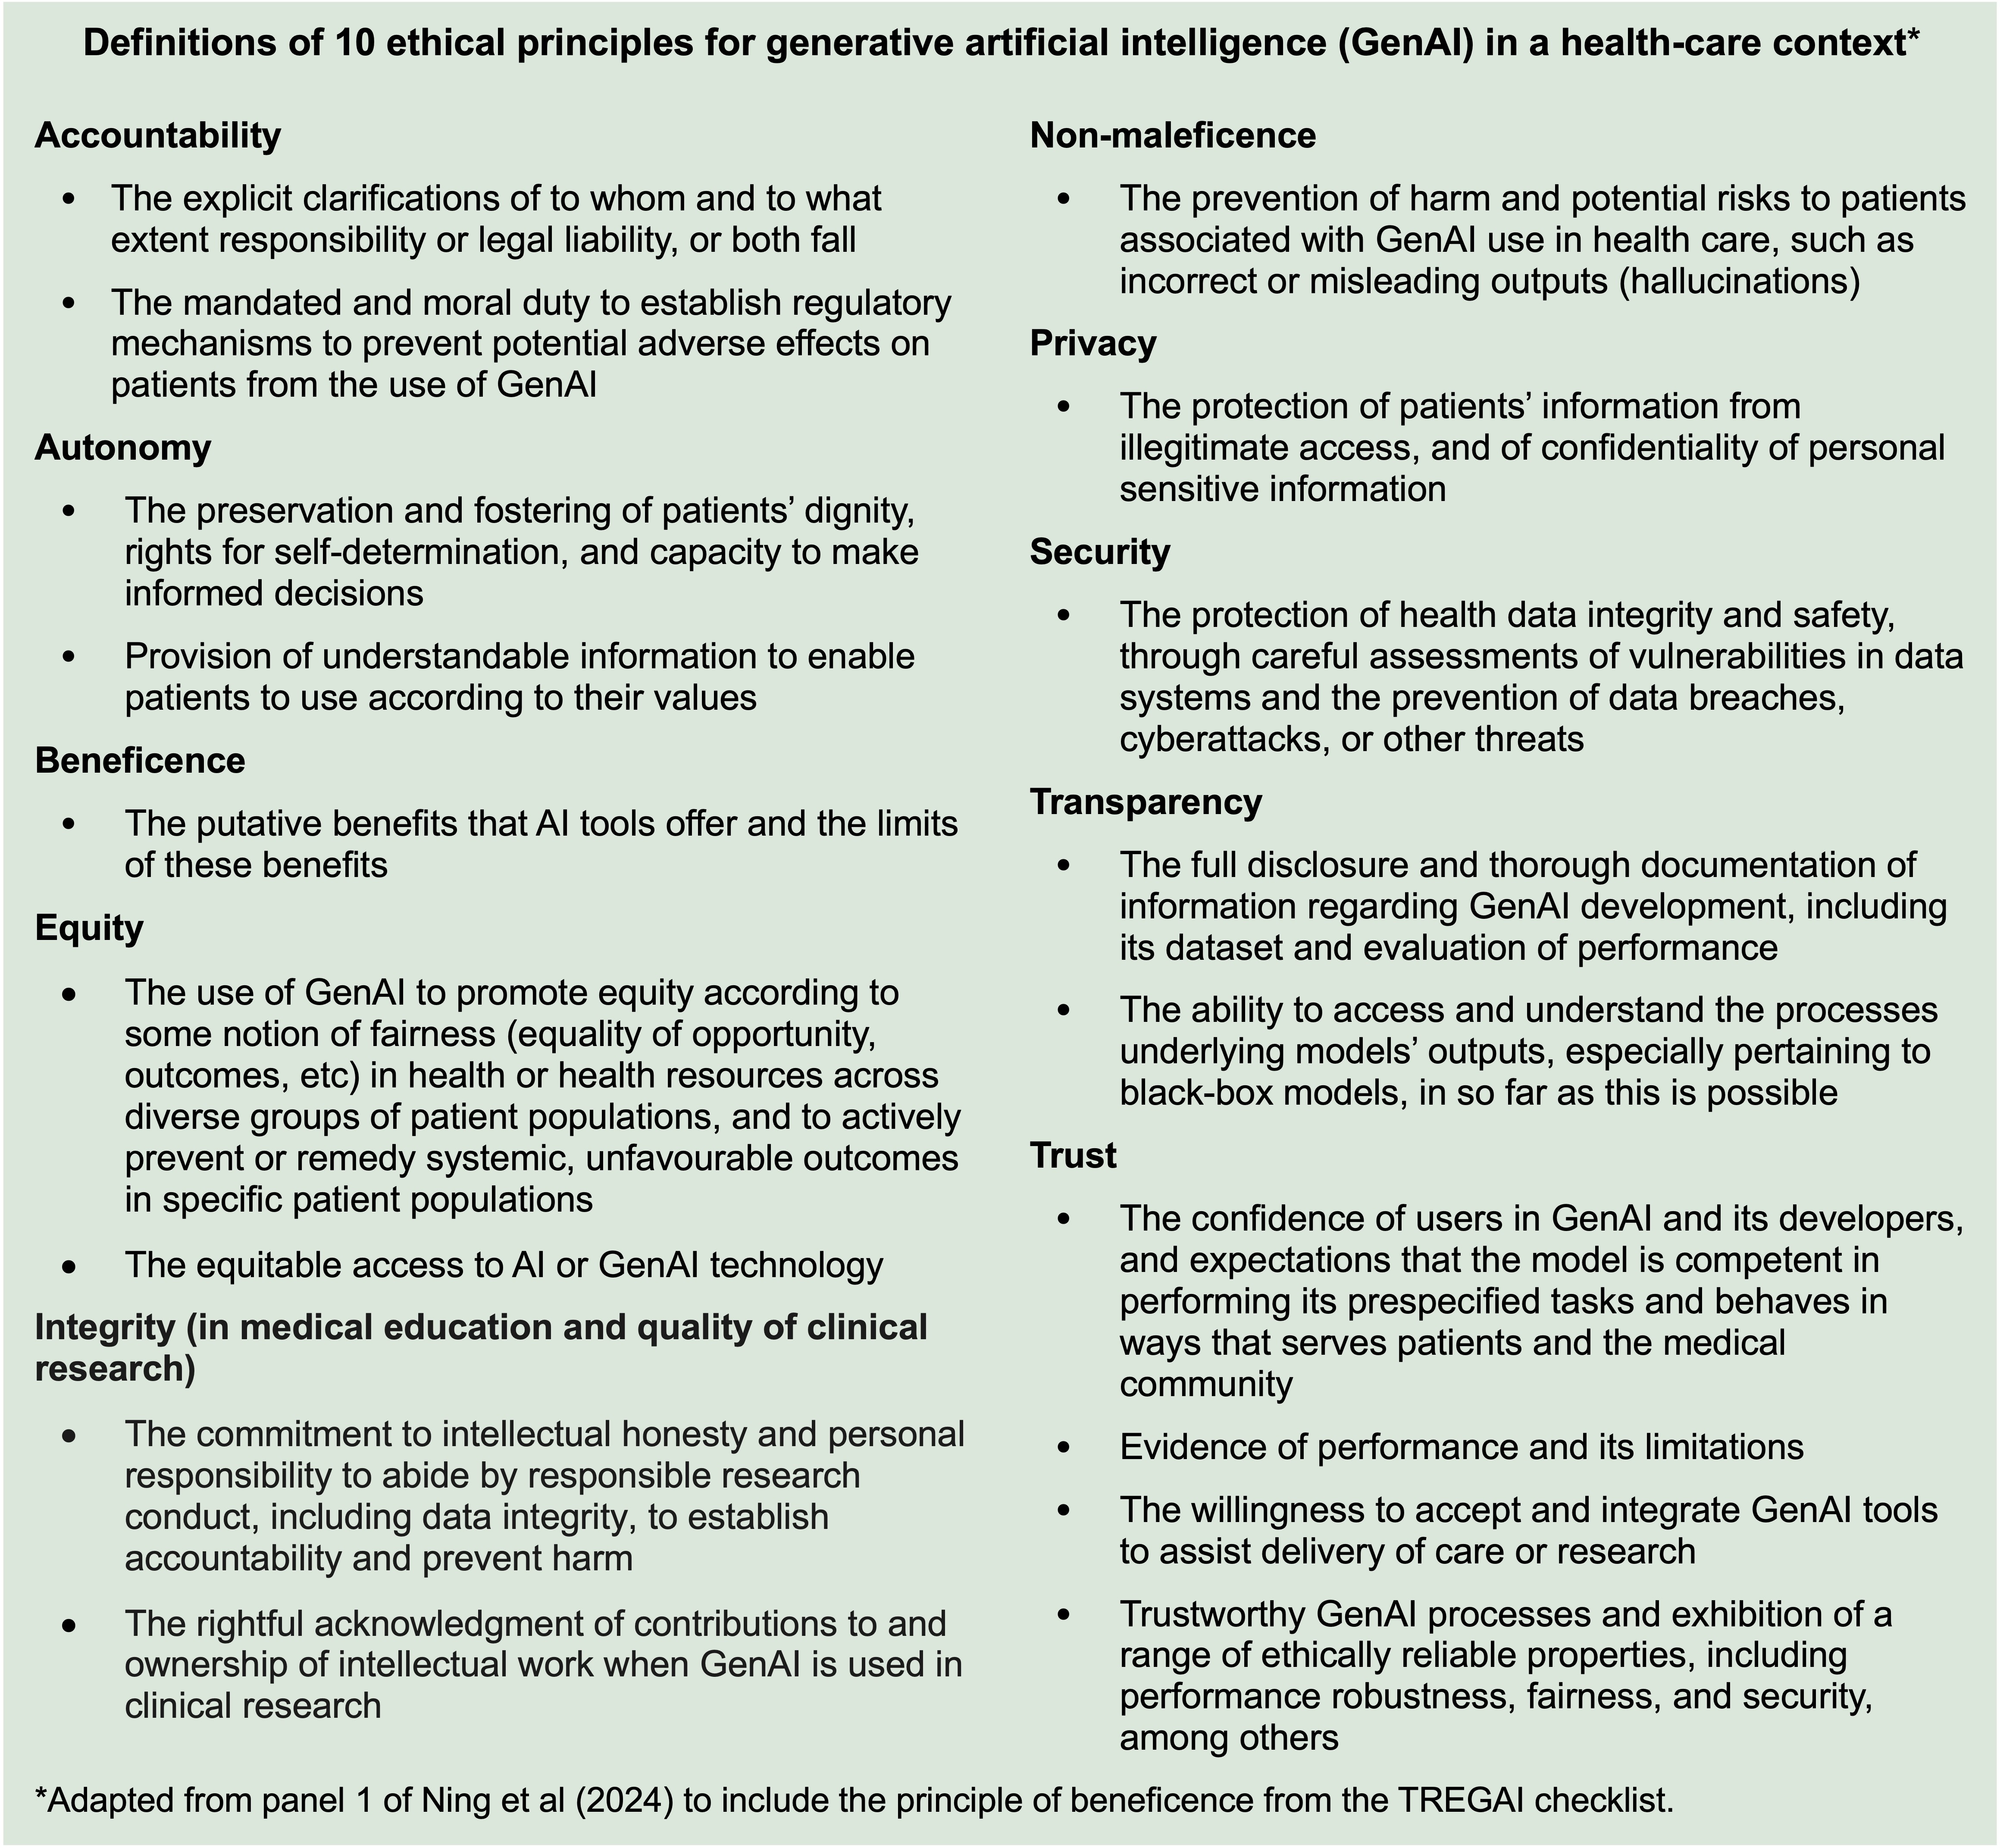 Definitions of 10 ethical principles for generative artificial intelligence (GenAI) in a health-care context*
Accountability
• The explicit clarifications of to whom and to what
extent responsibility or legal liability, or both fall
• The mandated and moral duty to establish regulatory
mechanisms to prevent potential adverse effects on
patients from the use of GenAI
Autonomy
• The preservation and fostering of patients’ dignity,
rights for self-determination, and capacity to make
informed decisions
• Provision of understandable information to enable
patients to use according to their values
Beneficence
• The putative benefits that AI tools offer and the limits
of these benefits
Equity
• The use of GenAI to promote equity according to
some notion of fairness (equality of opportunity,
outcomes, etc) in health or health resources across
diverse groups of patient populations, and to actively
prevent or remedy systemic, unfavourable outcomes
in specific patient populations
• The equitable access to AI or GenAI technology
Integrity (in medical education and quality of clinical
research)
• The commitment to intellectual honesty and personal
responsibility to abide by responsible research
conduct, including data integrity, to establish
accountability and prevent harm
• The rightful acknowledgment of contributions to and
ownership of intellectual work when GenAI is used in
clinical research
Non-maleficence
• The prevention of harm and potential risks to patients
associated with GenAI use in health care, such as
incorrect or misleading outputs (hallucinations)
Privacy
• The protection of patients’ information from
illegitimate access, and of confidentiality of personal
sensitive information
Security
• The protection of health data integrity and safety,
through careful assessments of vulnerabilities in data
systems and the prevention of data breaches,
cyberattacks, or other threats
Transparency
• The full disclosure and thorough documentation of
information regarding GenAI development, including
its dataset and evaluation of performance
• The ability to access and understand the processes
underlying models’ outputs, especially pertaining to
black-box models, in so far as this is possible
Trust
• The confidence of users in GenAI and its developers,
and expectations that the model is competent in
performing its prespecified tasks and behaves in
ways that serves patients and the medical
community
• Evidence of performance and its limitations
• The willingness to accept and integrate GenAI tools
to assist delivery of care or research
• Trustworthy GenAI processes and exhibition of a
range of ethically reliable properties, including
performance robustness, fairness, and security,
among others
*Adapted from panel 1 of Ning et al (2024) to include the principle of beneficence from the TREGAI checklist.